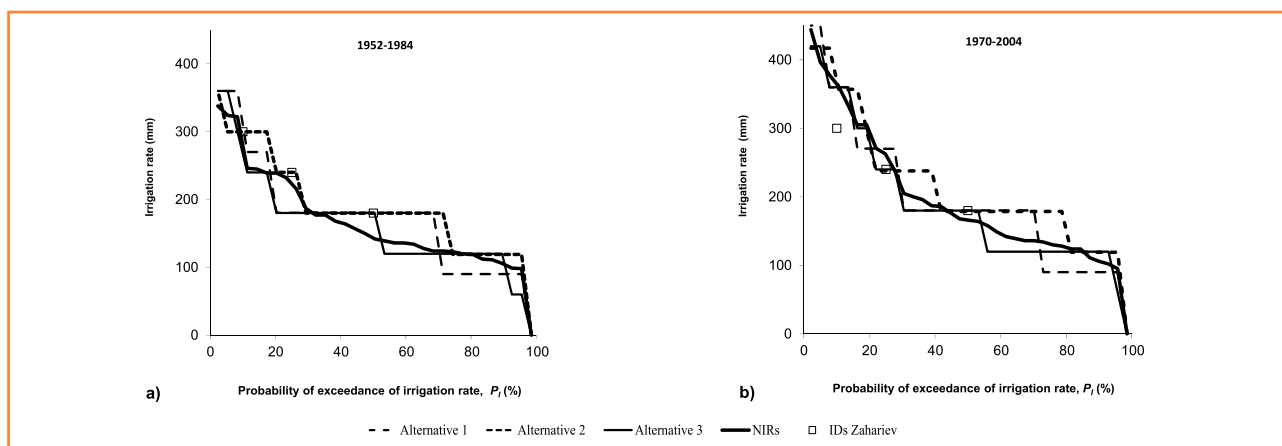 1952-1984
400
300
200
100
0
Irrigation rate (mm)
0 20 40 60 80 100
Probability of exceedance of irrigation rate, PI (%)
a)
1970-2004
400
300
200
100
0
Irrigation rate (mm)
0 20 40 60 80 100
Probability of exceedance of irrigation rate, PI (%)
b)
Alternative 1 Alternative 2 Alternative 3 NIRs IDs Zahariev